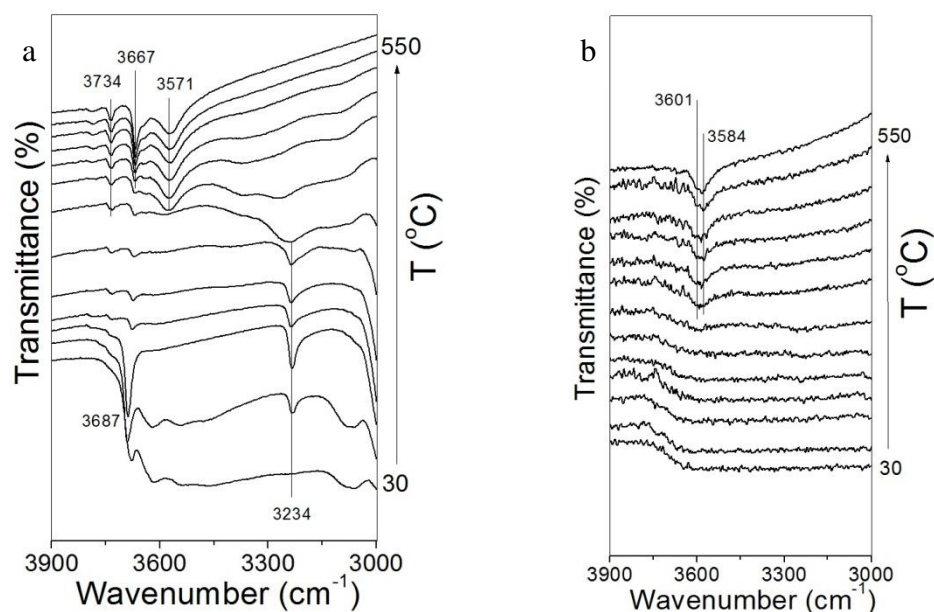 a
3734
3667
3571
3687
3234
550
30
T (°C)
Transmittance (%)
3900
3600
3300
3000
Wavenumber (cm⁻¹)
b
3601
3584
550
30
T (°C)
Transmittance (%)
3900
3600
3300
3000
Wavenumber (cm⁻¹)